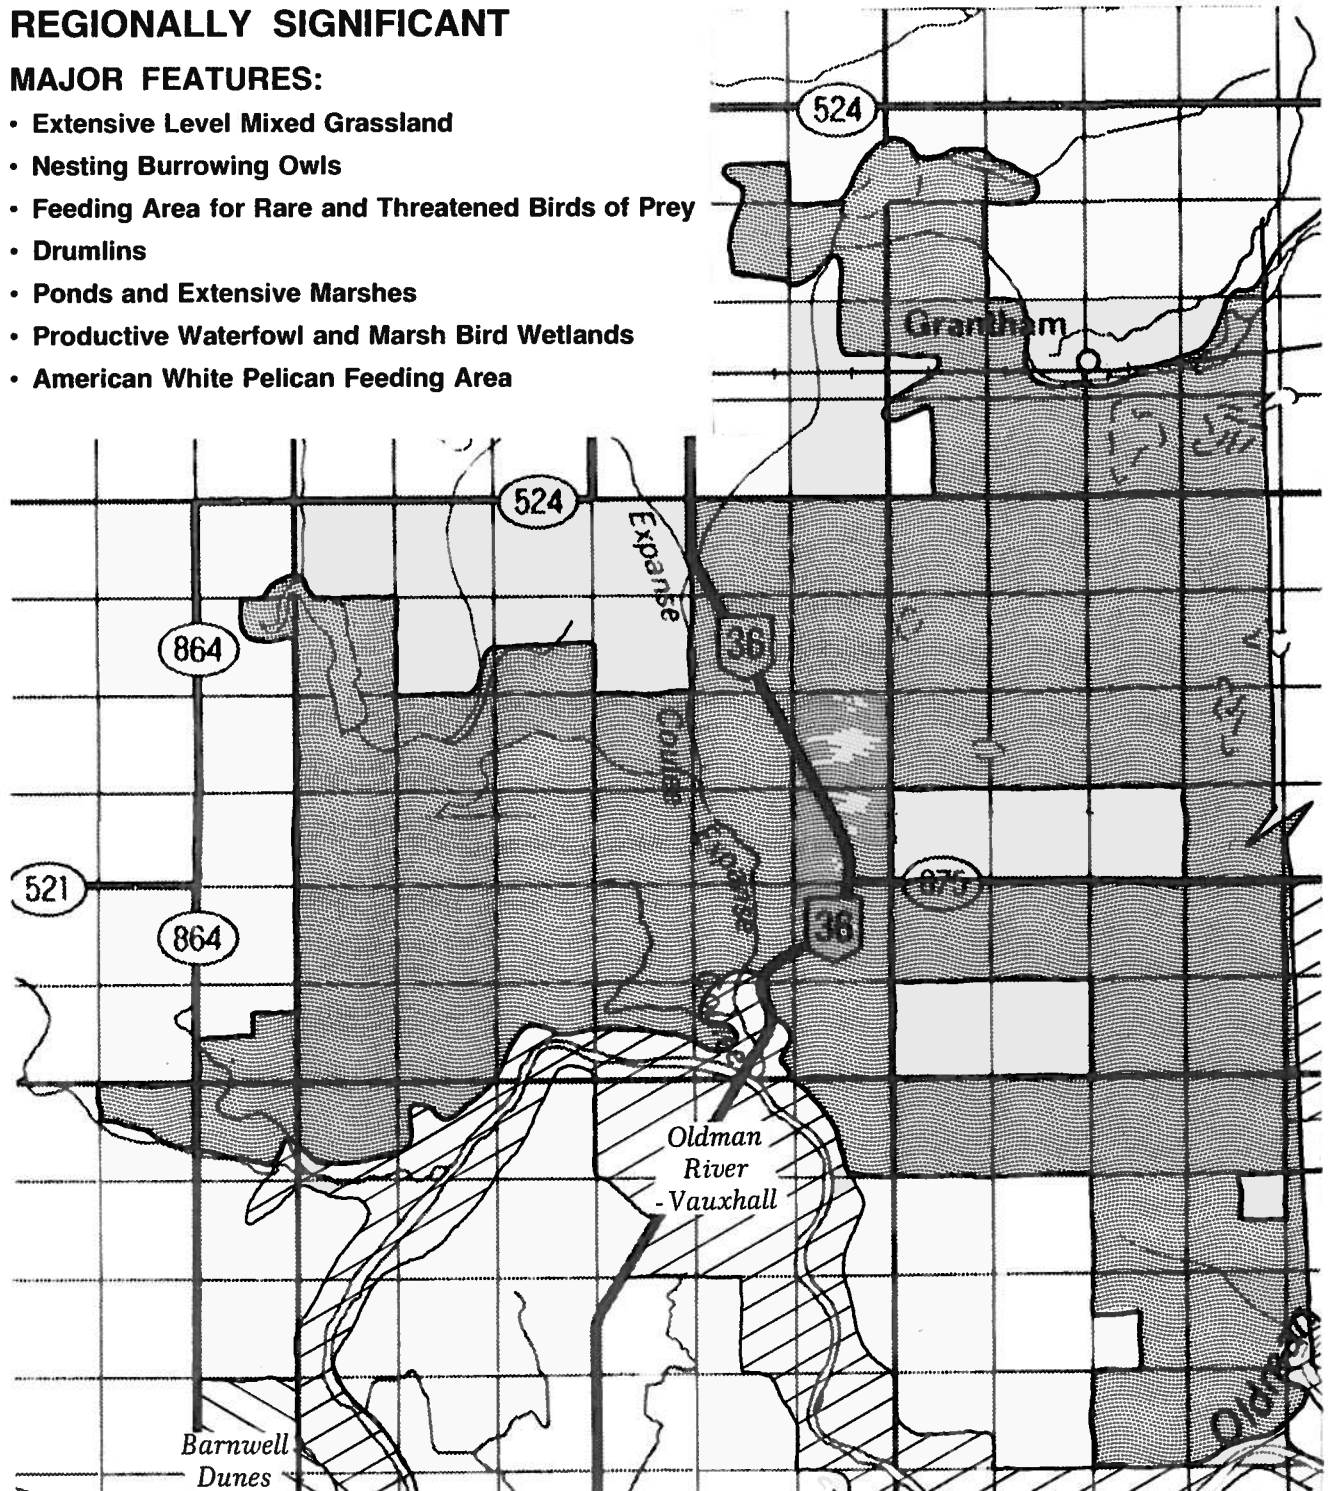 REGIONALLY SIGNIFICANT
MAJOR FEATURES:
• Extensive Level Mixed Grassland
• Nesting Burrowing Owls
• Feeding Area for Rare and Threatened Birds of Prey
• Drumlins
• Ponds and Extensive Marshes
• Productive Waterfowl and Marsh Bird Wetlands
• American White Pelican Feeding Area
524
Grantham
524
Expanse
36
864
Coulee
Expanse
521
875
36
864
Oldman
River
-Vauxhall
Oldman
Barnwell
Dunes